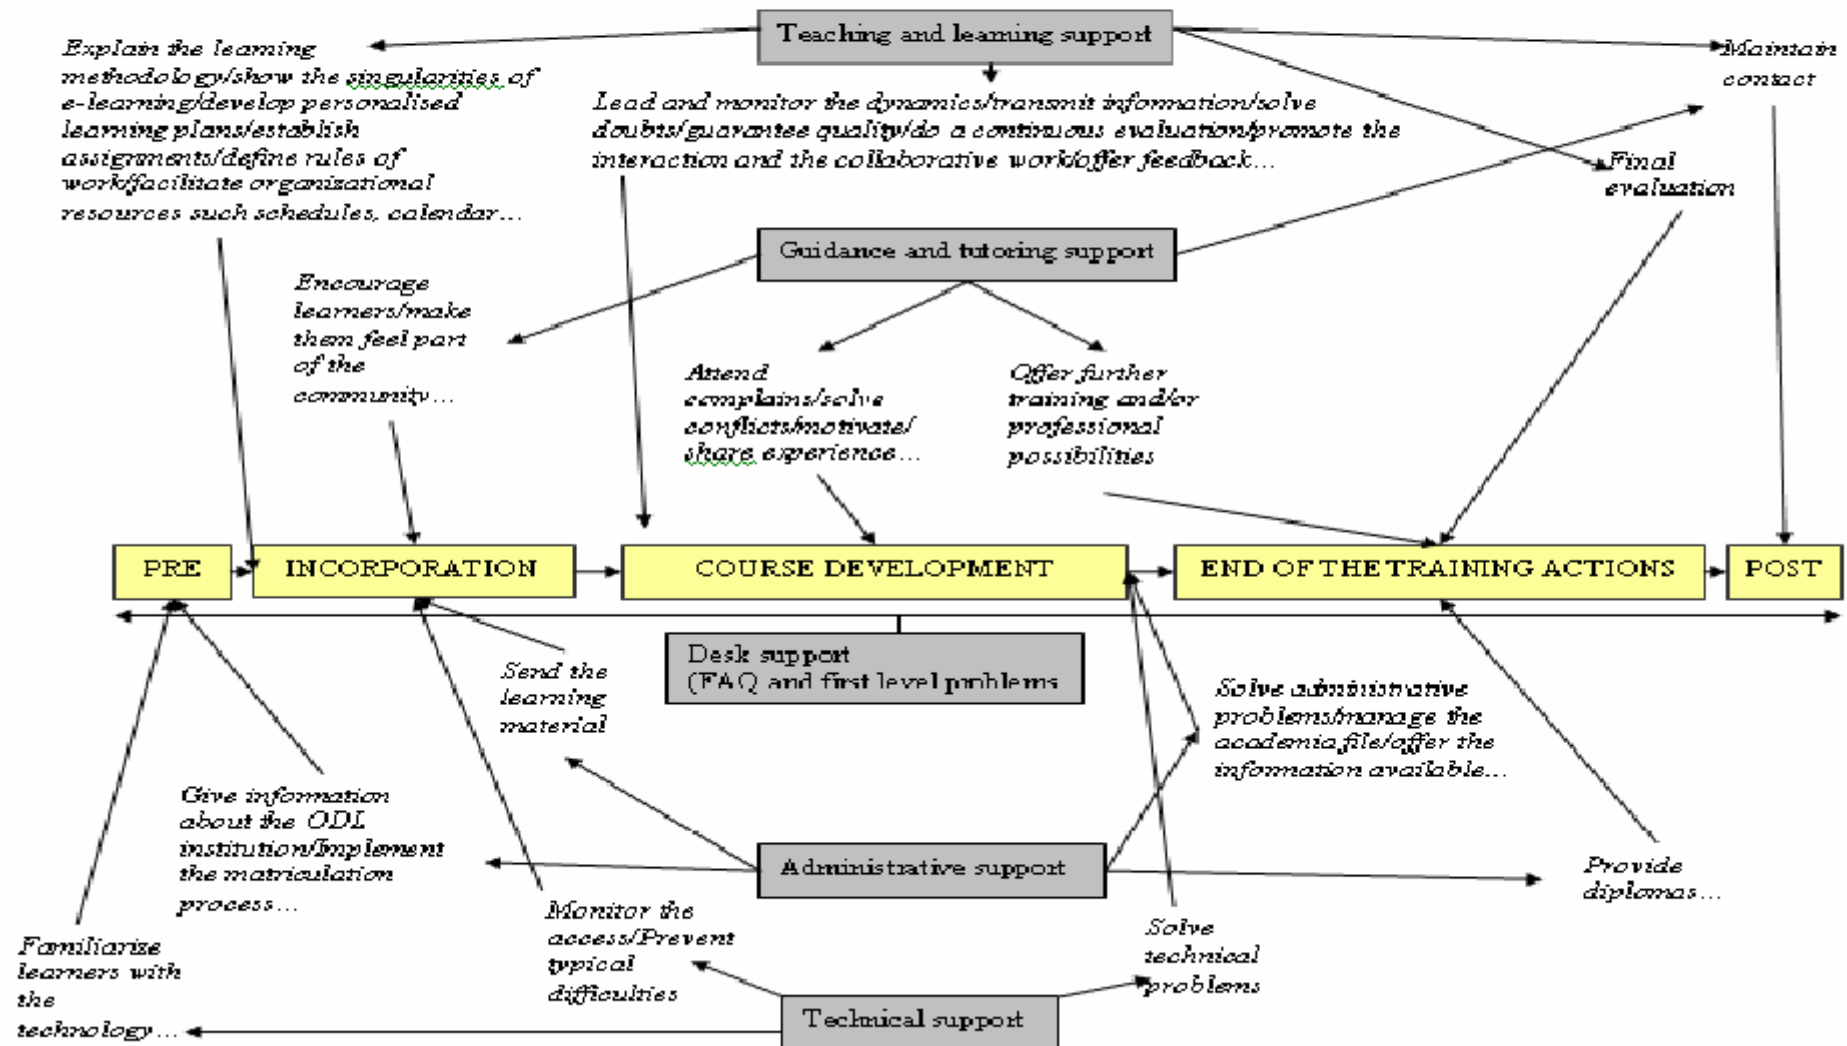 Teaching and learning support
Explain the learning
methodology/show the singularities of
e-learning/develop personalised
learning plans/establish
assignments/define rules of
work/facilitate organizational
resources such schedules, calendar...
Lead and monitor the dynamics/transmit information/solve
doubts/guarantee quality/do a continuous evaluation/promote the
interaction and the collaborative work/offer feedback...
Maintain
contact
Final
evaluation
Guidance and tutoring support
Encourage
learners/make
them feel part
of the
community...
Attend
complains/solve
conflicts/motivate/
share experience...
Offer further
training and/or
professional
possibilities
PRE
INCORPORATION
COURSE DEVELOPMENT
END OF THE TRAINING ACTIONS
POST
Desk support
(FAQ and first level problems
Send the
learning
material
Solve administrative
problems/manage the
academia file/offer the
information available...
Give information
about the ODL
institution/Implement
the matriculation
process...
Administrative support
Provide
diplomas...
Familiarize
learners with
the
technology...
Monitor the
access/Prevent
typical
difficulties
Solve
technical
problems
Technical support